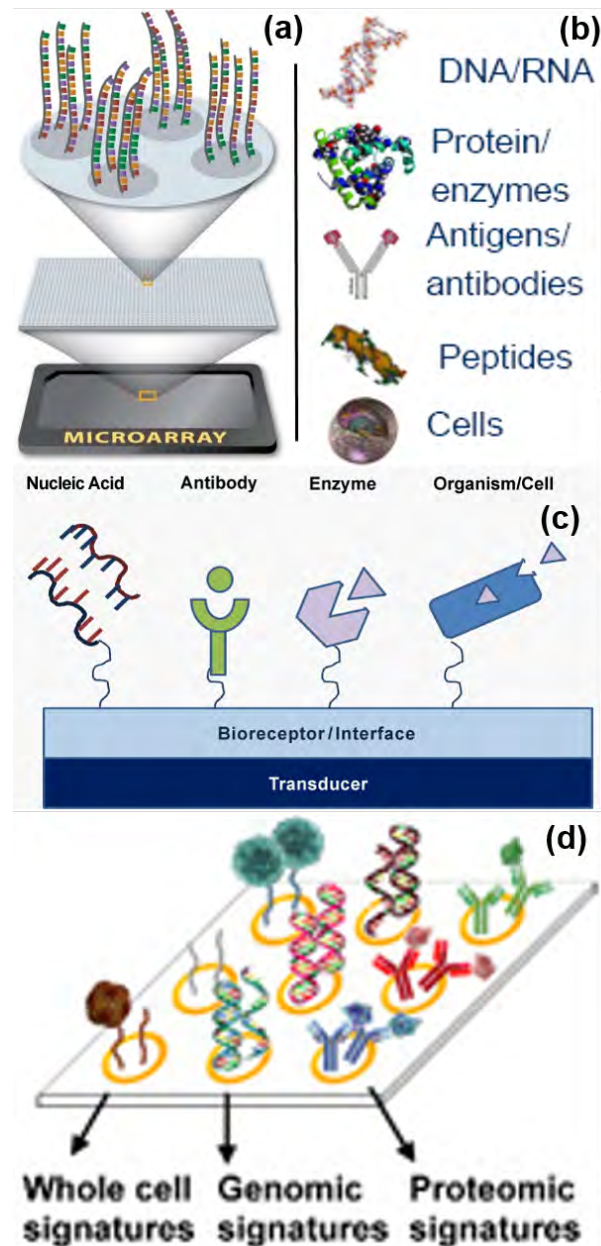 (a)
MICROARRAY
(b)
DNA/RNA
Protein/
enzymes
Antigens/
antibodies
Peptides
Cells
Nucleic Acid Antibody Enzyme Organism/Cell
(c)
Bioreceptor/Interface
Transducer
(d)
Whole cell
signatures
Genomic
signatures
Proteomic
signatures